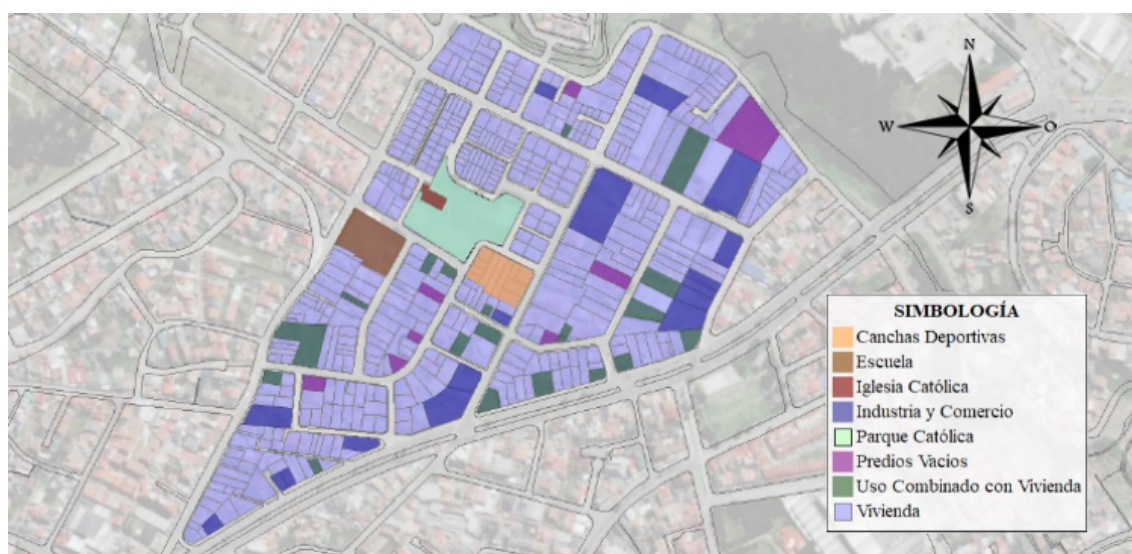 N
W
O
S
SIMBOLOGÍA
Canchas Deportivas
Escuela
Iglesia Católica
Industria y Comercio
Parque Católica
Predios Vacios
Uso Combinado con Vivienda
Vivienda